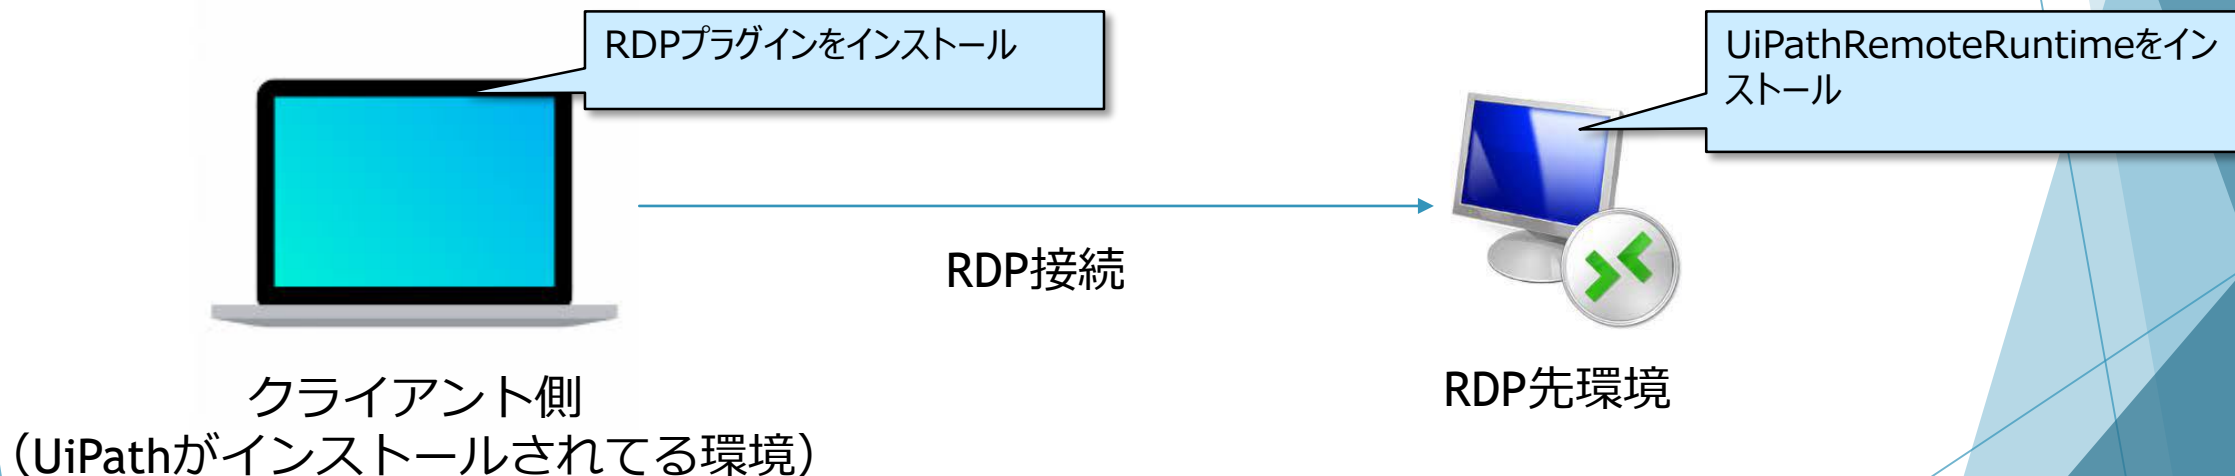 RDPプラグインをインストール
UiPathRemoteRuntimeをイン
ストール
RDP接続
クライアント側
（UiPathがインストールされてる環境）
RDP先環境